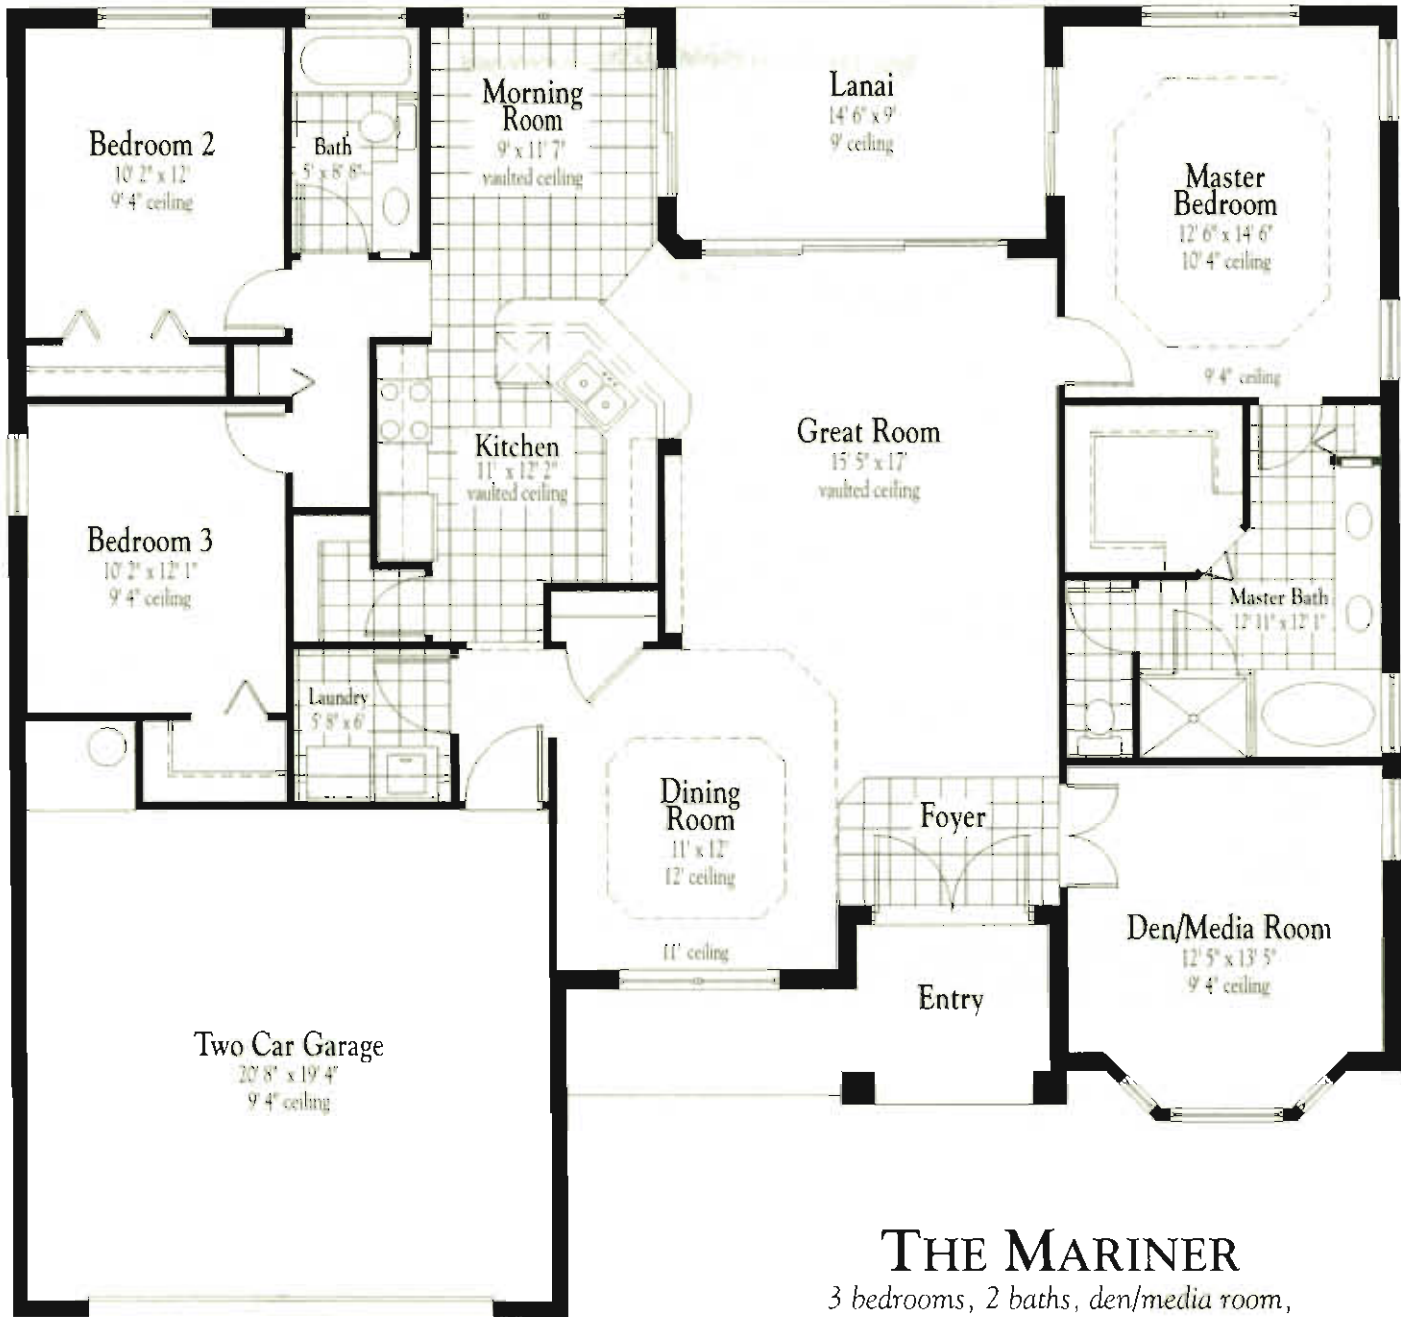 Bedroom 2
10' 2" x 12'
9' 4" ceiling
Bath
5' x 8' 8"
Morning
Room
9' x 11' 7"
vaulted ceiling
Lanai
14' 6" x 9'
9' ceiling
Master
Bedroom
12' 6" x 14' 6"
10' 4" ceiling
9' 4" ceiling
Kitchen
11' x 12' 2"
vaulted ceiling
Great Room
15' 5" x 17'
vaulted ceiling
Bedroom 3
10' 2" x 12' 1"
9' 4" ceiling
Master Bath
12' 11" x 12' 1"
Laundry
5' 8" x 6'
Dining
Room
11' x 12'
12' ceiling
11' ceiling
Foyer
Entry
Den/Media Room
12' 5" x 13' 5"
9' 4" ceiling
Two Car Garage
20' 8" x 19' 4"
9' 4" ceiling
THE MARINER
3 bedrooms, 2 baths, den/media room,